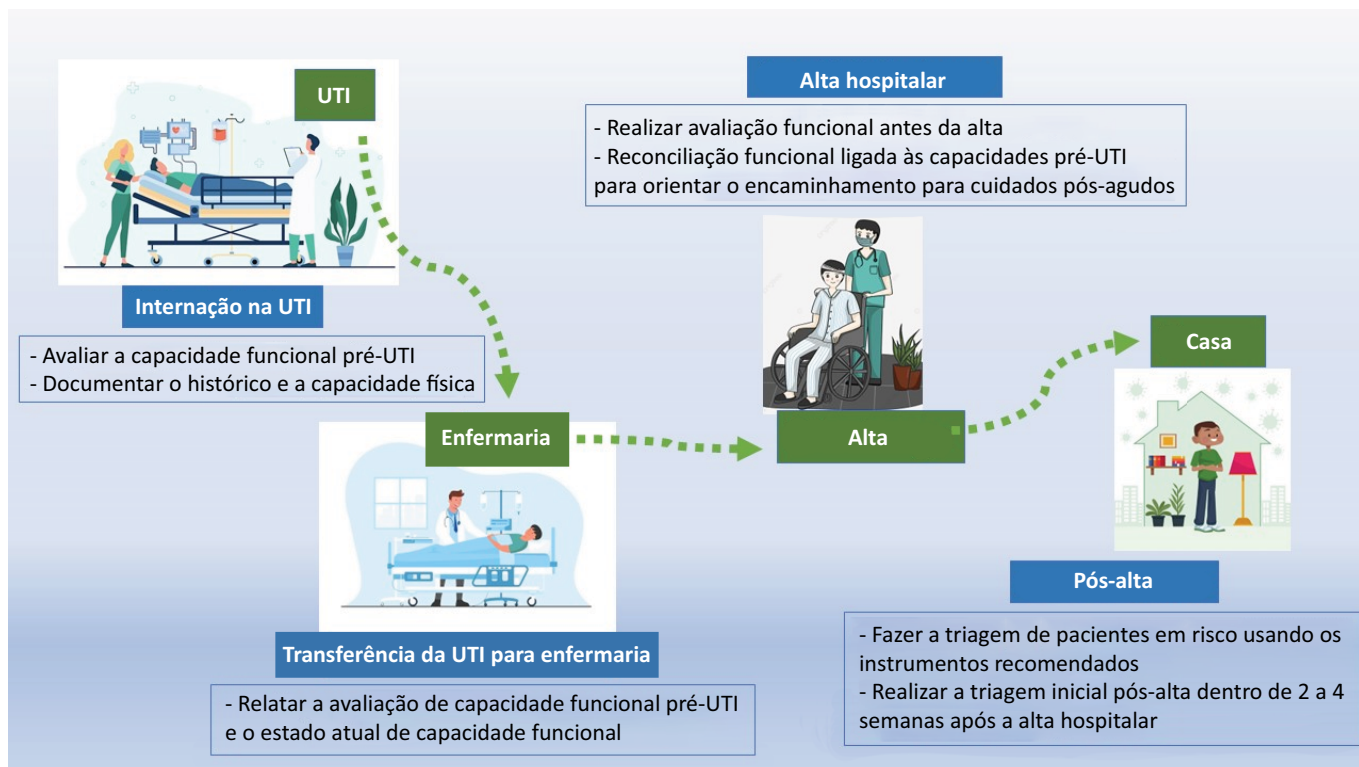 UTI
Internação na UTI
- Avaliar a capacidade funcional pré-UTI
- Documentar o histórico e a capacidade física
Enfermaria
Transferência da UTI para enfermaria
- Relatar a avaliação de capacidade funcional pré-UTI
e o estado atual de capacidade funcional
Alta hospitalar
- Realizar avaliação funcional antes da alta
- Reconciliação funcional ligada às capacidades pré-UTI
para orientar o encaminhamento para cuidados pós-agudos
Alta
Casa
Pós-alta
- Fazer a triagem de pacientes em risco usando os
instrumentos recomendados
- Realizar a triagem inicial pós-alta dentro de 2 a 4
semanas após a alta hospitalar